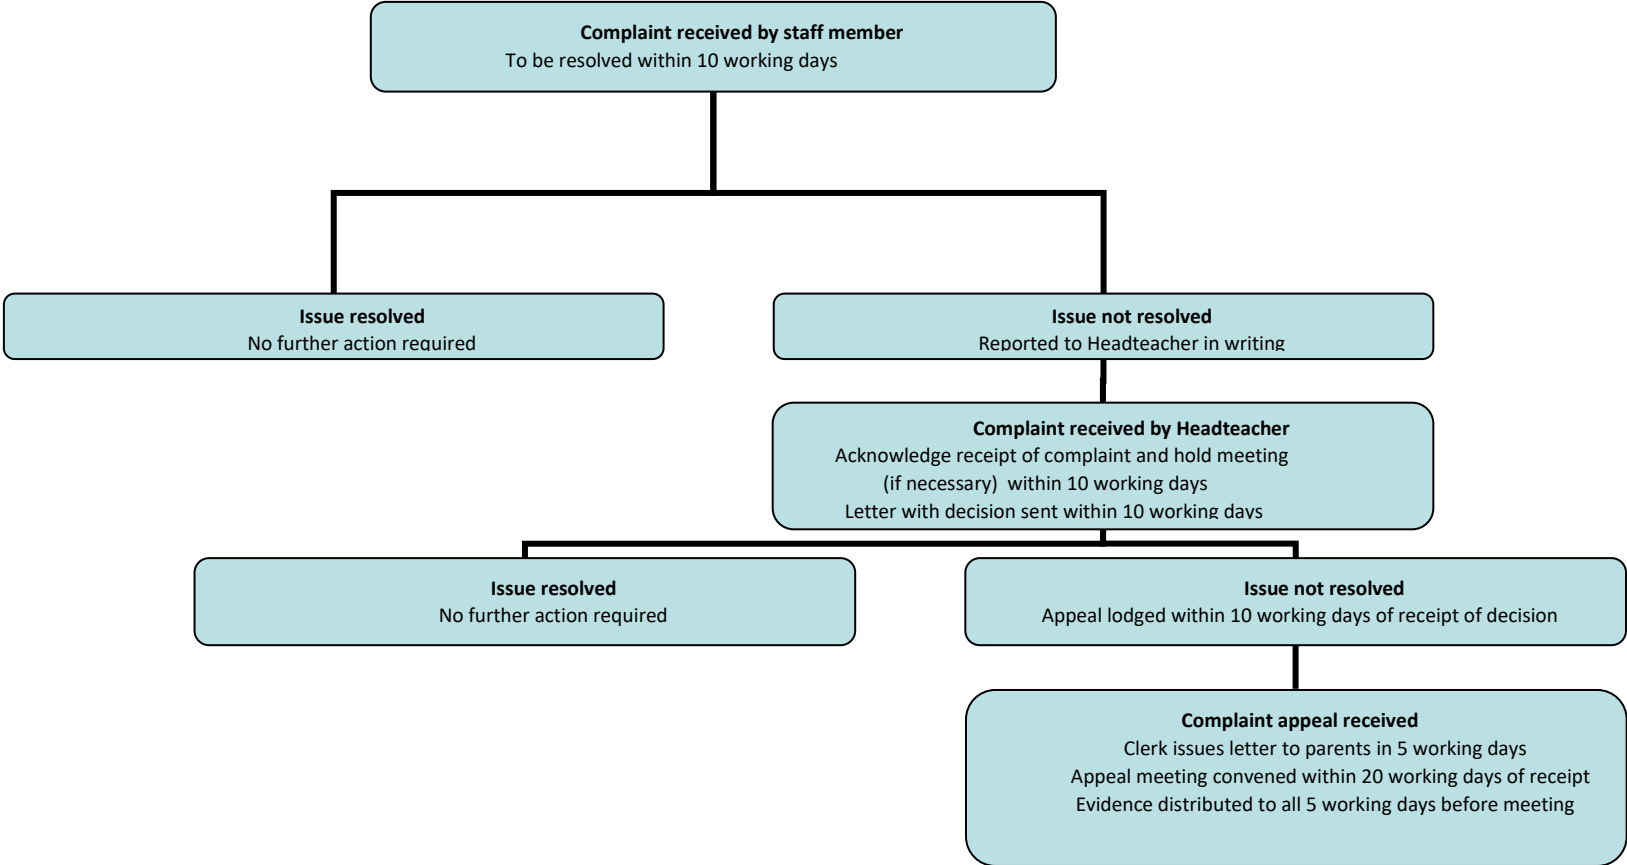 Complaint received by staff member
To be resolved within 10 working days
Issue resolved
No further action required
Issue not resolved
Reported to Headteacher in writing
Complaint received by Headteacher
Acknowledge receipt of complaint and hold meeting
(if necessary) within 10 working days
Letter with decision sent within 10 working days
Issue resolved
No further action required
Issue not resolved
Appeal lodged within 10 working days of receipt of decision
Complaint appeal received
Clerk issues letter to parents in 5 working days
Appeal meeting convened within 20 working days of receipt
Evidence distributed to all 5 working days before meeting